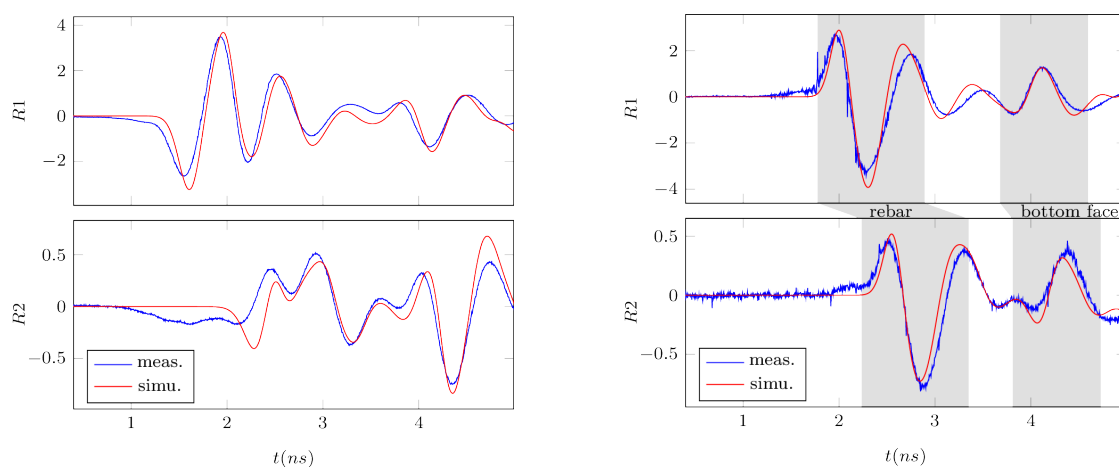 4
2
0
−2
R1
0.5
0
−0.5
R2
meas.
simu.
1 2 3 4
t(ns)
2
0
−2
−4
R1
rebar bottom face
0.5
0
−0.5
R2
meas.
simu.
1 2 3 4
t(ns)